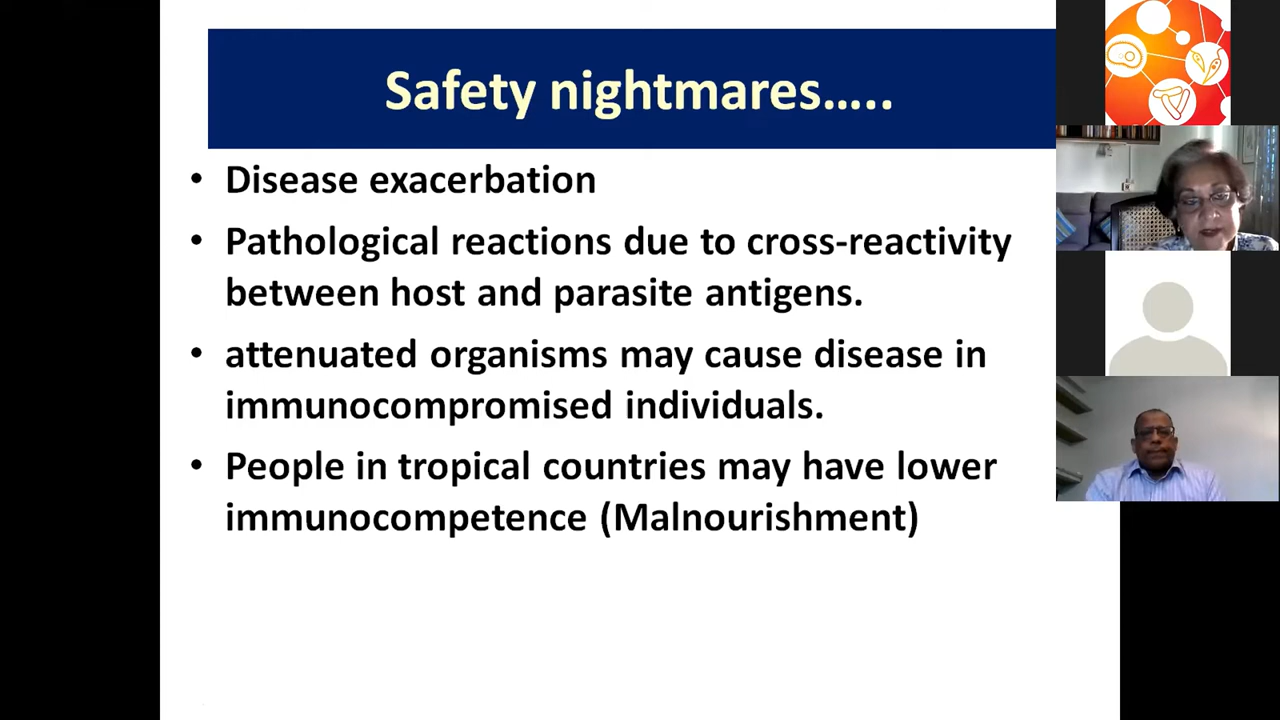 Safety nightmares…..
• Disease exacerbation
• Pathological reactions due to cross-reactivity
between host and parasite antigens.
• attenuated organisms may cause disease in
immunocompromised individuals.
• People in tropical countries may have lower
immunocompetence (Malnourishment)